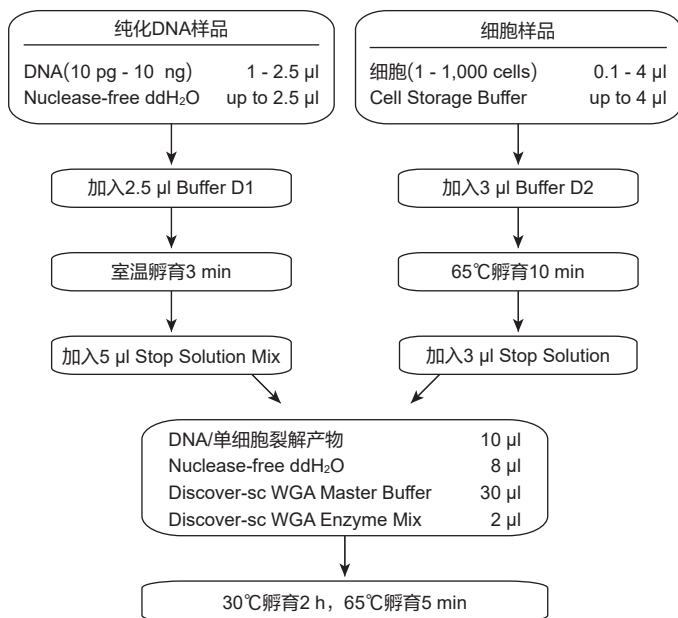 纯化DNA样品
DNA(10 pg - 10 ng) 1 - 2.5 µl
Nuclease-free ddH₂O up to 2.5 µl
加入2.5 µl Buffer D1
室温孵育3 min
加入5 µl Stop Solution Mix
细胞样品
细胞(1 - 1,000 cells) 0.1 - 4 µl
Cell Storage Buffer up to 4 µl
加入3 µl Buffer D2
65℃孵育10 min
加入3 µl Stop Solution
DNA/单细胞裂解产物 10 µl
Nuclease-free ddH₂O 8 µl
Discover-sc WGA Master Buffer 30 µl
Discover-sc WGA Enzyme Mix 2 µl
30℃孵育2 h，65℃孵育5 min